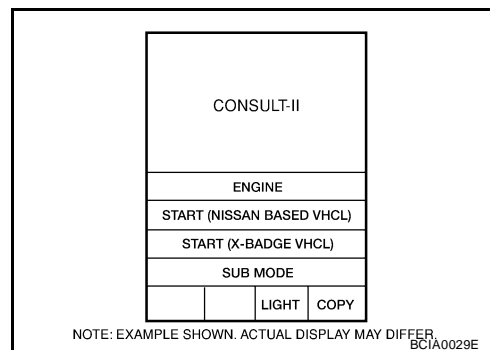 CONSULT-II
ENGINE
START (NISSAN BASED VHCL)
START (X-BADGE VHCL)
SUB MODE
LIGHT COPY
NOTE: EXAMPLE SHOWN. ACTUAL DISPLAY MAY DIFFER.
BCIA0029E